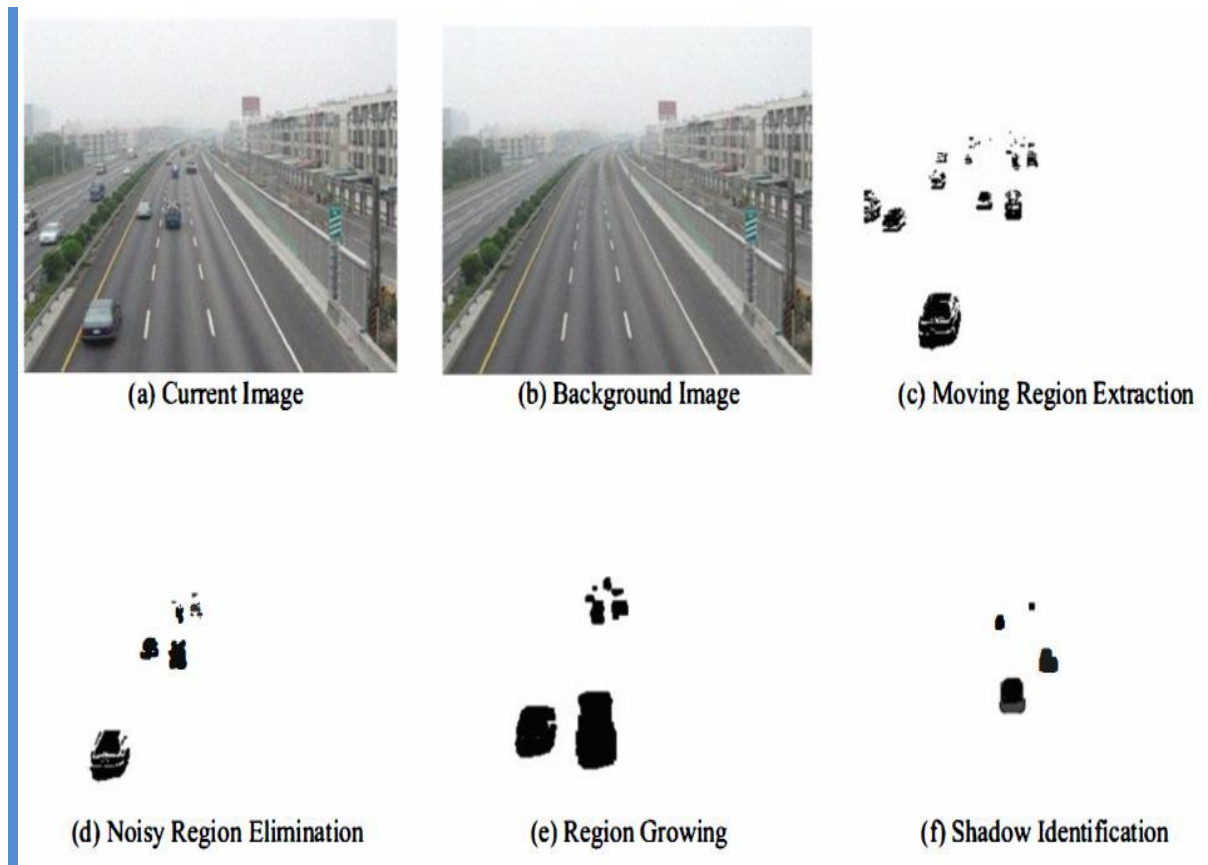 (a) Current Image
(b) Background Image
(c) Moving Region Extraction
(d) Noisy Region Elimination
(e) Region Growing
(f) Shadow Identification